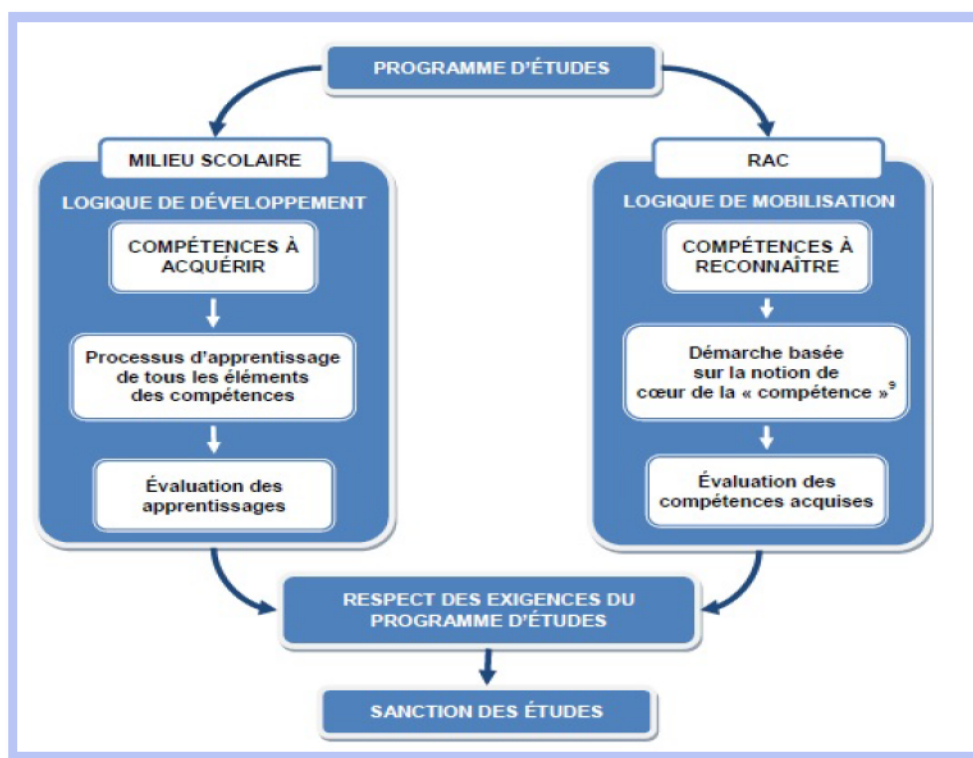 PROGRAMME D'ÉTUDES
MILIEU SCOLAIRE
LOGIQUE DE DÉVELOPPEMENT
COMPÉTENCES À
ACQUÉRIR
Processus d'apprentissage
de tous les éléments
des compétences
Évaluation des
apprentissages
RAC
LOGIQUE DE MOBILISATION
COMPÉTENCES À
RECONNAÎTRE
Démarche basée
sur la notion de
cœur de la « compétence »⁹
Évaluation des
compétences acquises
RESPECT DES EXIGENCES DU
PROGRAMME D'ÉTUDES
SANCTION DES ÉTUDES